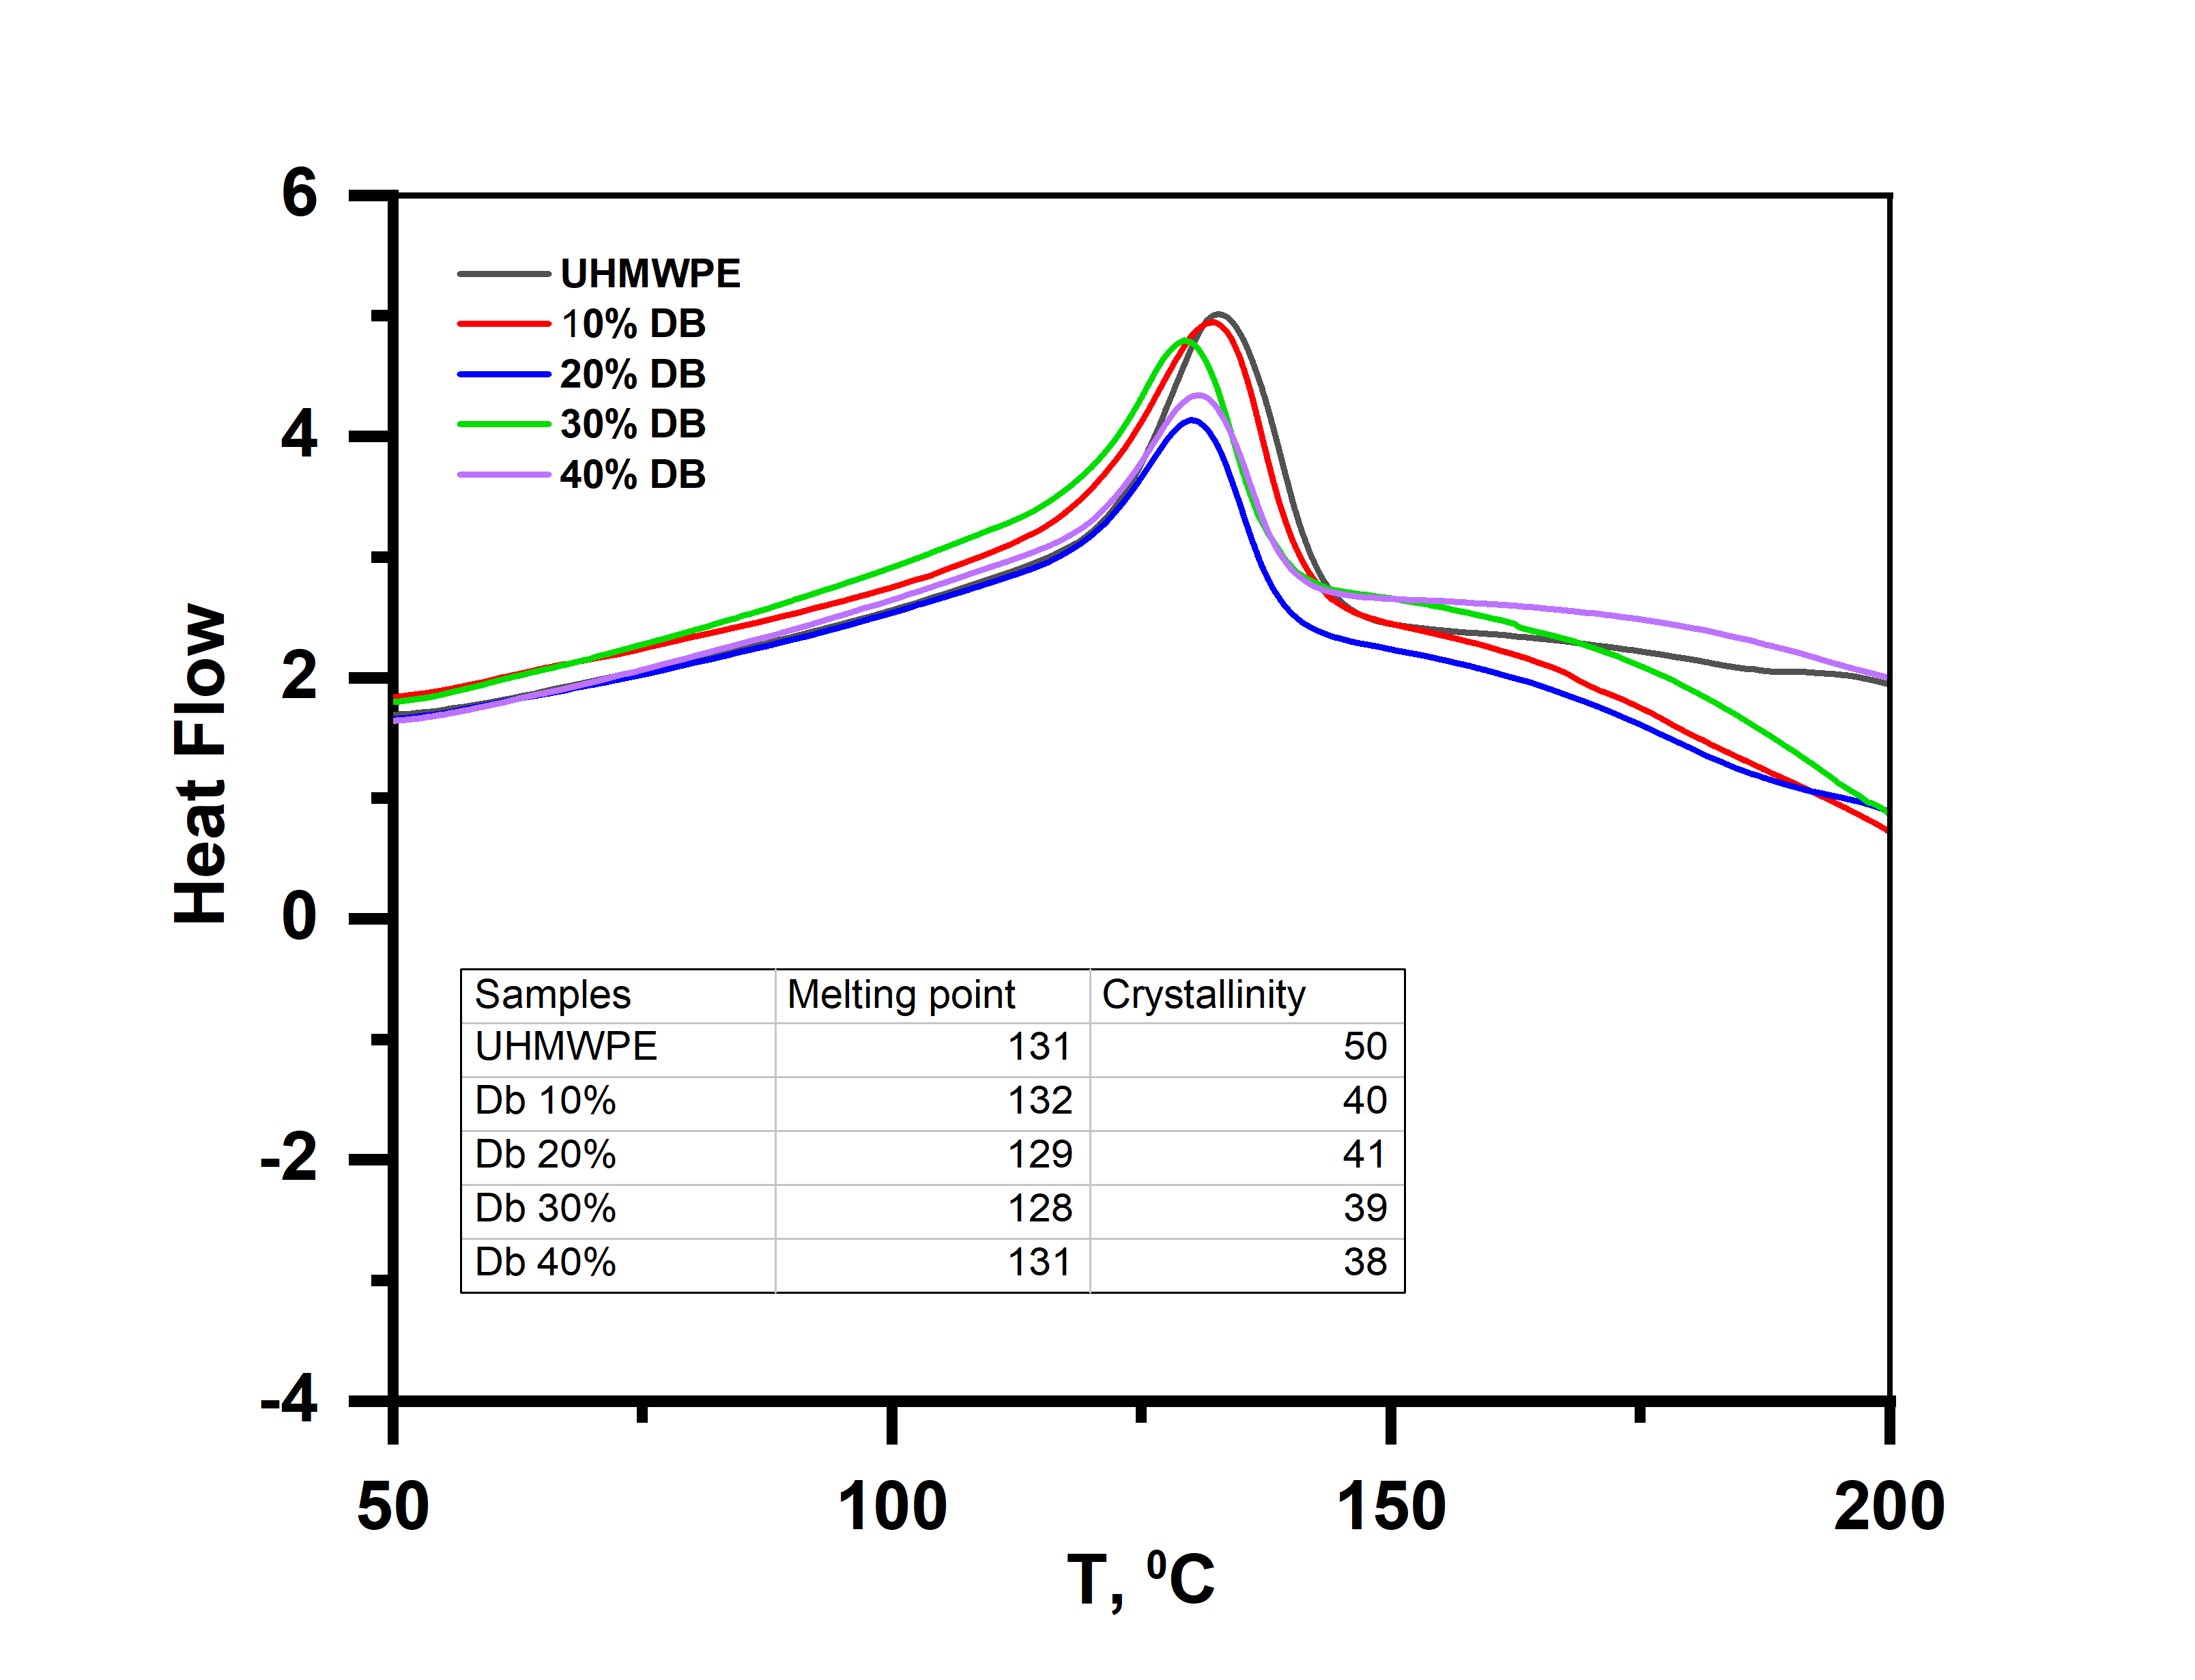 6
4
2
0
-2
-4
Heat Flow
UHMWPE
10% DB
20% DB
30% DB
40% DB
Samples Melting point Crystallinity
UHMWPE 131 50
Db 10% 132 40
Db 20% 129 41
Db 30% 128 39
Db 40% 131 38
50 100 150 200
T, ⁰C